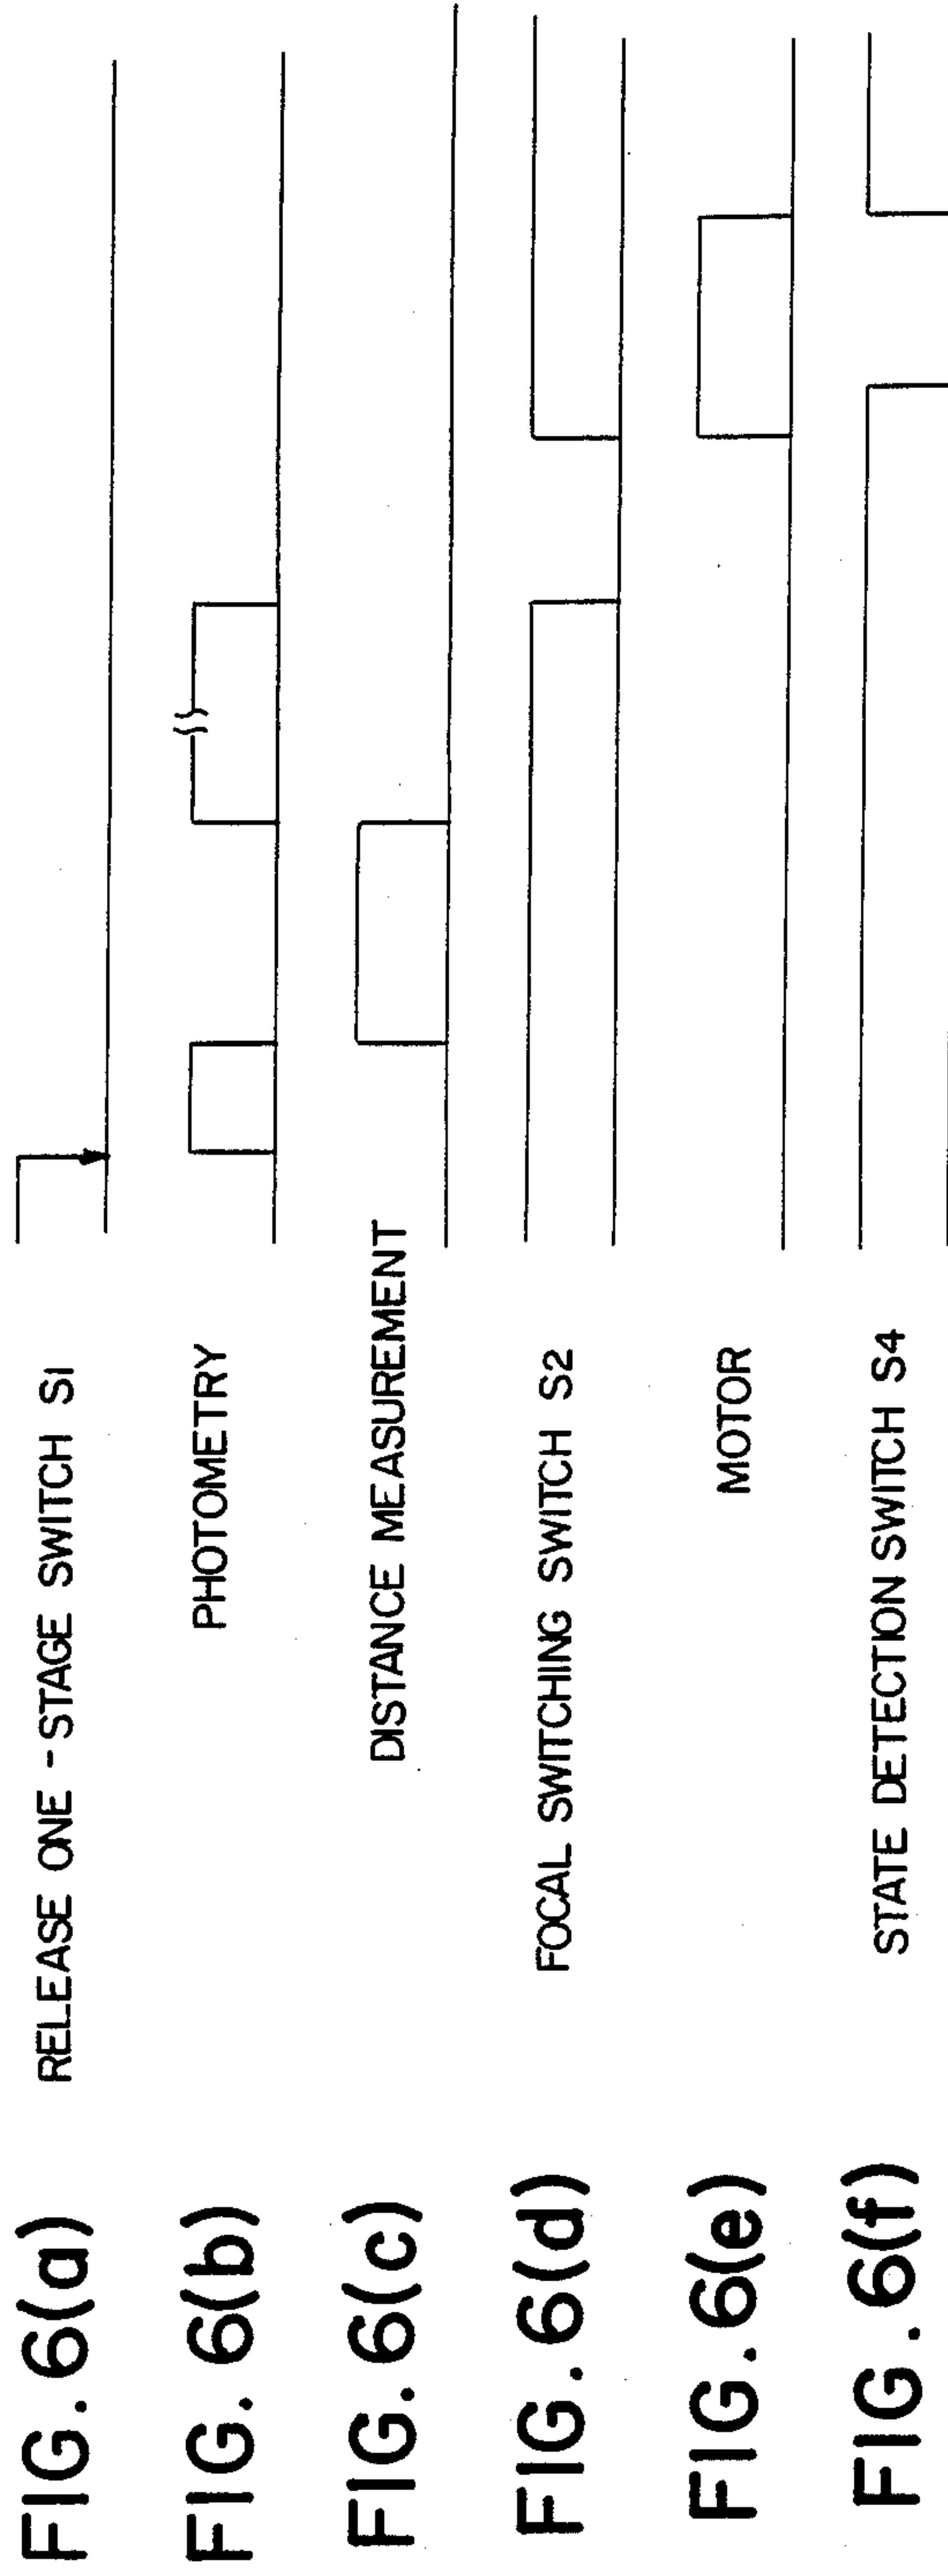 FIG. 6(a) RELEASE ONE-STAGE SWITCH S1
FIG. 6(b) PHOTOMETRY
FIG. 6(c) DISTANCE MEASUREMENT
FIG. 6(d) FOCAL SWITCHING SWITCH S2
FIG. 6(e) MOTOR
FIG. 6(f) STATE DETECTION SWITCH S4